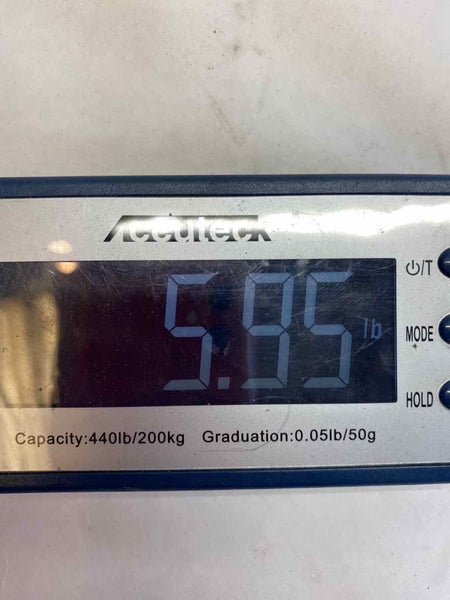 Accuteck
5.95 lb
⏻/T
MODE
HOLD
Capacity:440lb/200kg Graduation:0.05lb/50g